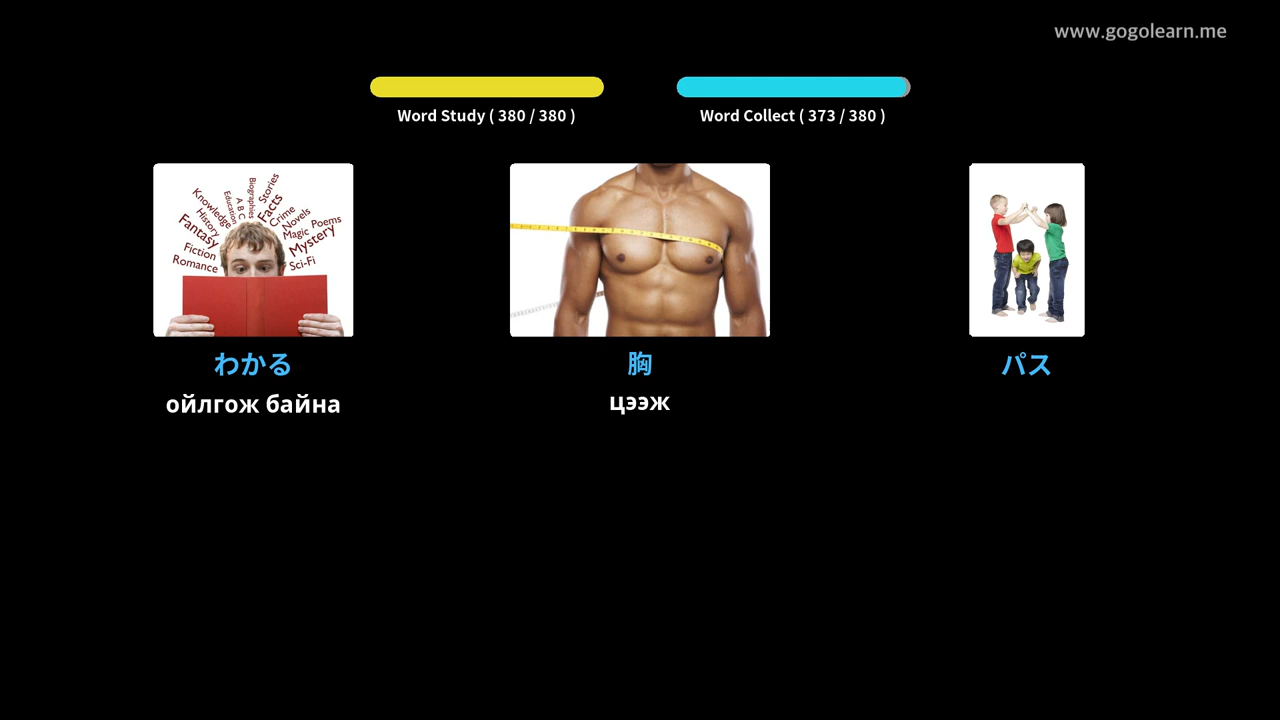 www.gogolearn.me
Word Study ( 380 / 380 )
Word Collect ( 373 / 380 )
Biographies
Stories
Knowledge
Education
A B C
Facts
Crime
History
Novels
Fantasy
Magic
Poems
Fiction
Mystery
Romance
Sci-Fi
わかる
胸
パス
ойлгож байна
цээж